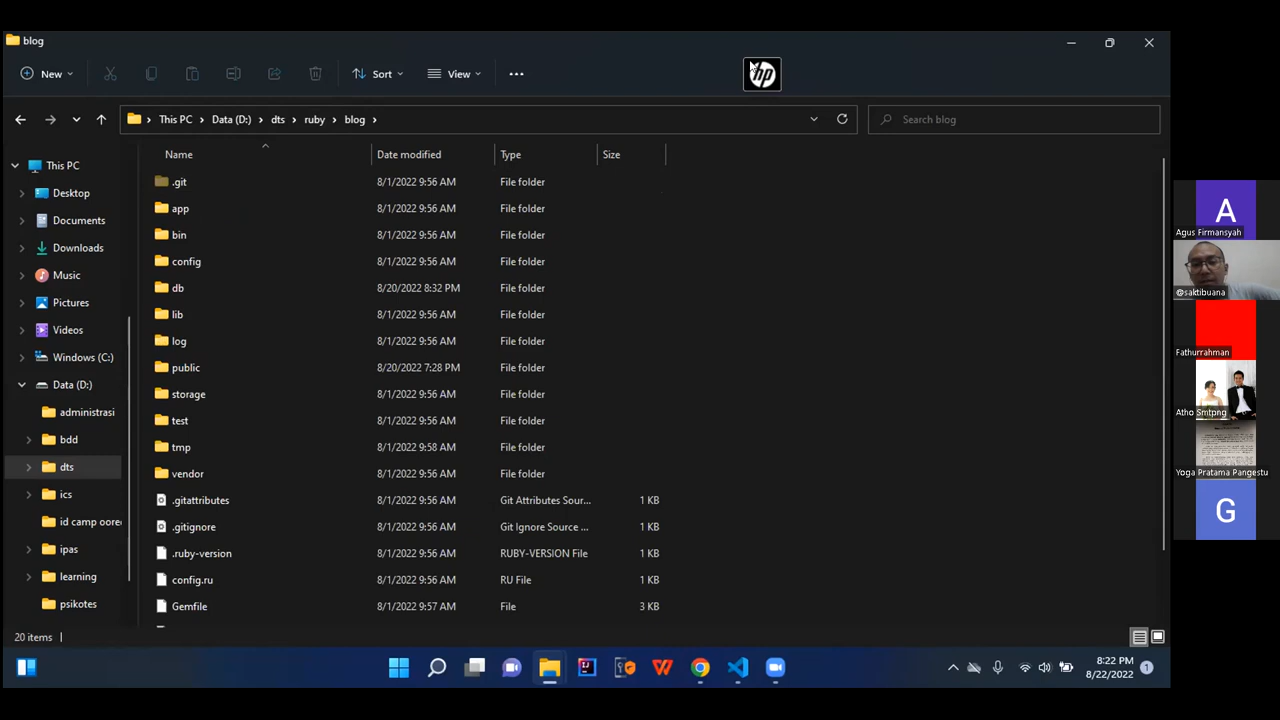 blog
New
Sort
View
hp
This PC
Data (D:)
dts
ruby
blog
Search blog
Name
Date modified
Type
Size
This PC
Desktop
Documents
Downloads
Music
Pictures
Videos
Windows (C:)
Data (D:)
administrasi
bdd
dts
ics
id camp oore
ipas
learning
psikotes
.git 8/1/2022 9:56 AM File folder
app 8/1/2022 9:56 AM File folder
bin 8/1/2022 9:56 AM File folder
config 8/1/2022 9:56 AM File folder
db 8/20/2022 8:32 PM File folder
lib 8/1/2022 9:56 AM File folder
log 8/1/2022 9:56 AM File folder
public 8/20/2022 7:28 PM File folder
storage 8/1/2022 9:56 AM File folder
test 8/1/2022 9:56 AM File folder
tmp 8/1/2022 9:58 AM File folder
vendor 8/1/2022 9:56 AM File folder
.gitattributes 8/1/2022 9:56 AM Git Attributes Sour... 1 KB
.gitignore 8/1/2022 9:56 AM Git Ignore Source ... 1 KB
.ruby-version 8/1/2022 9:56 AM RUBY-VERSION File 1 KB
config.ru 8/1/2022 9:56 AM RU File 1 KB
Gemfile 8/1/2022 9:57 AM File 3 KB
20 items
8:22 PM
8/22/2022
1
A
Agus Firmansyah
@saktibuana
Fathurrahman
Atho Smtpng
Yoga Pratama Pangestu
G